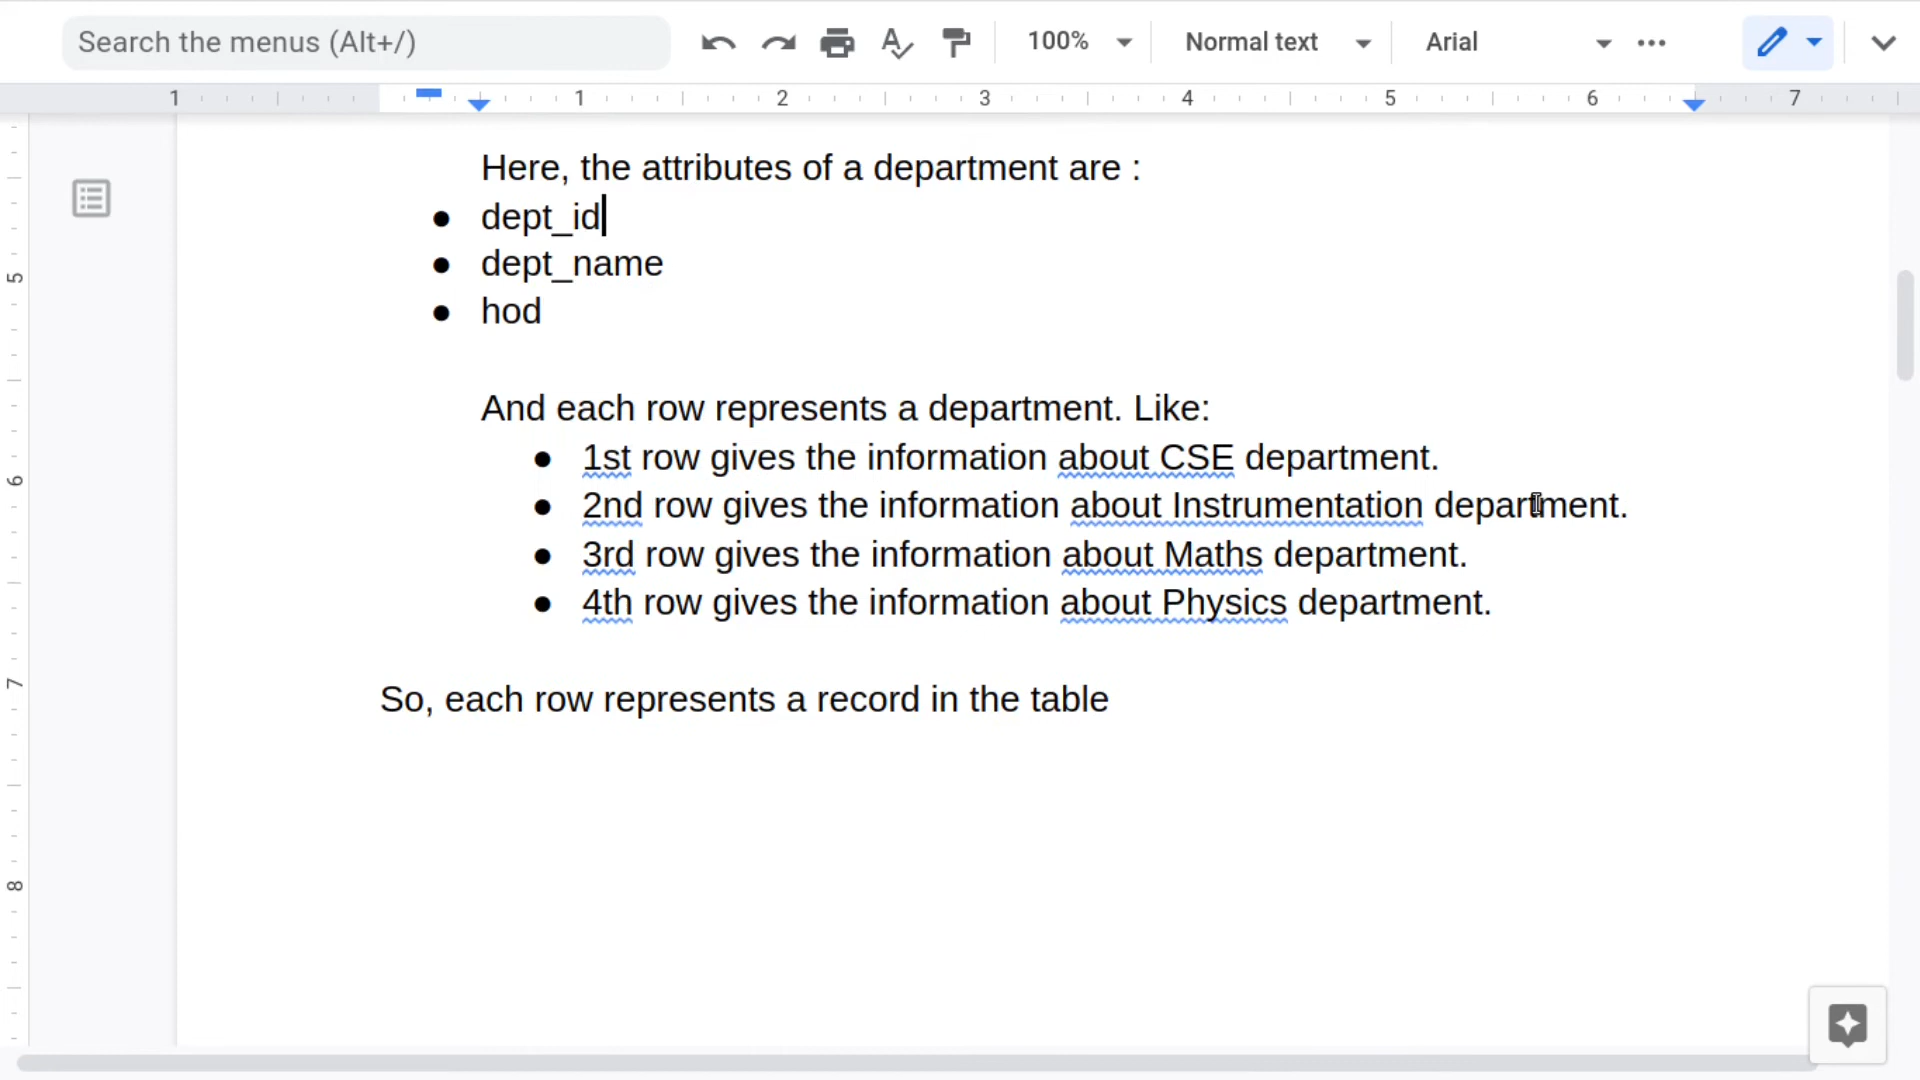 Search the menus (Alt+/)
100%
Normal text
Arial
1 1 2 3 4 5 6 7
Here, the attributes of a department are :
● dept_id
● dept_name
● hod
5
And each row represents a department. Like:
● 1st row gives the information about CSE department.
6
● 2nd row gives the information about Instrumentation department.
● 3rd row gives the information about Maths department.
● 4th row gives the information about Physics department.
7
So, each row represents a record in the table
8